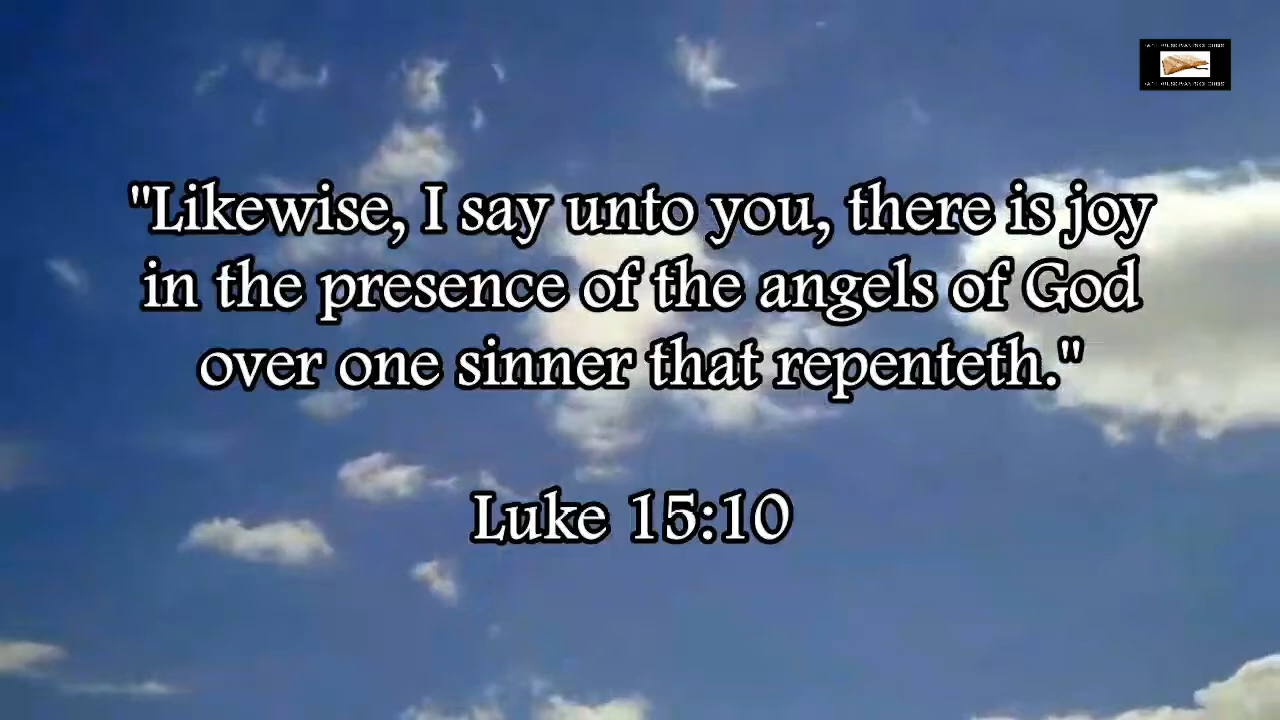 "Likewise, I say unto you, there is joy
in the presence of the angels of God
over one sinner that repenteth."
Luke 15:10